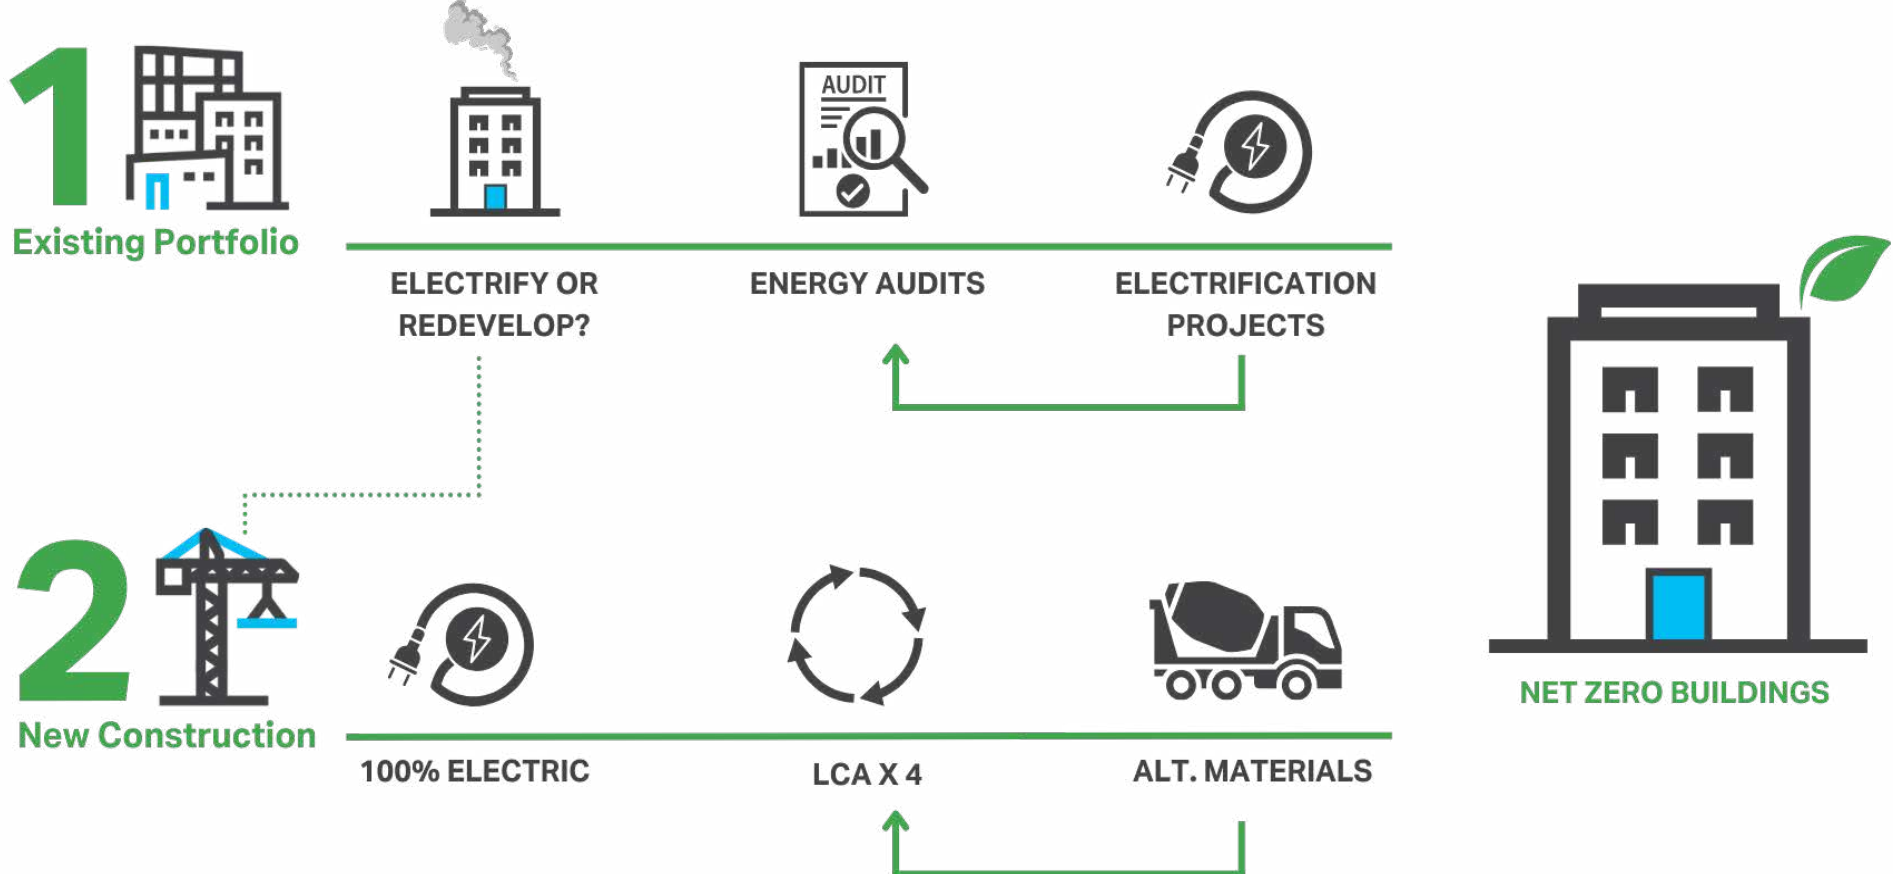 1
Existing Portfolio
AUDIT
ELECTRIFY OR
REDEVELOP?
ENERGY AUDITS
ELECTRIFICATION
PROJECTS
2
New Construction
100% ELECTRIC
LCA X 4
ALT. MATERIALS
NET ZERO BUILDINGS